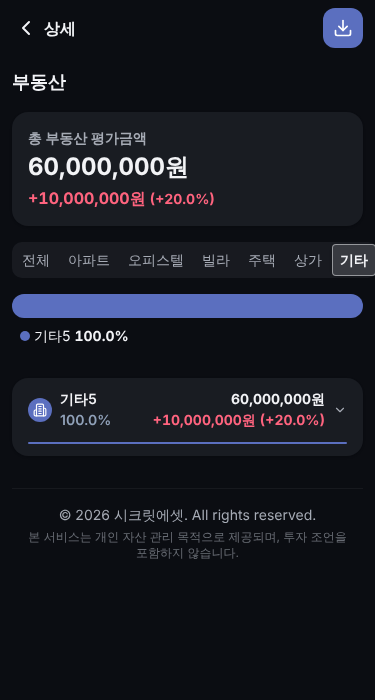 상세
부동산
총 부동산 평가금액
60,000,000원
+10,000,000원 (+20.0%)
전체 아파트 오피스텔 빌라 주택 상가 기타
기타5 100.0%
기타5 60,000,000원
100.0% +10,000,000원 (+20.0%)
© 2026 시크릿에셋. All rights reserved.
본 서비스는 개인 자산 관리 목적으로 제공되며, 투자 조언을
포함하지 않습니다.